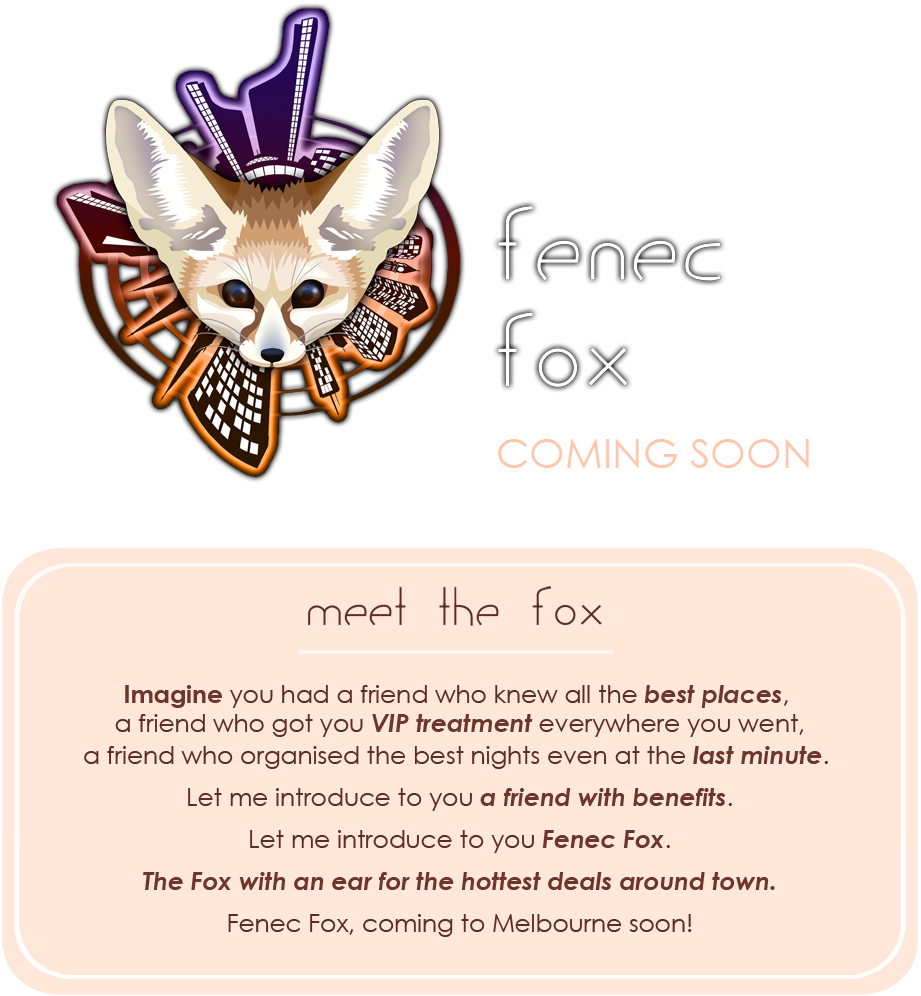 fenec
fox
COMING SOON
meet the fox
Imagine you had a friend who knew all the best places,
a friend who got you VIP treatment everywhere you went,
a friend who organised the best nights even at the last minute.
Let me introduce to you a friend with benefits.
Let me introduce to you Fenec Fox.
The Fox with an ear for the hottest deals around town.
Fenec Fox, coming to Melbourne soon!